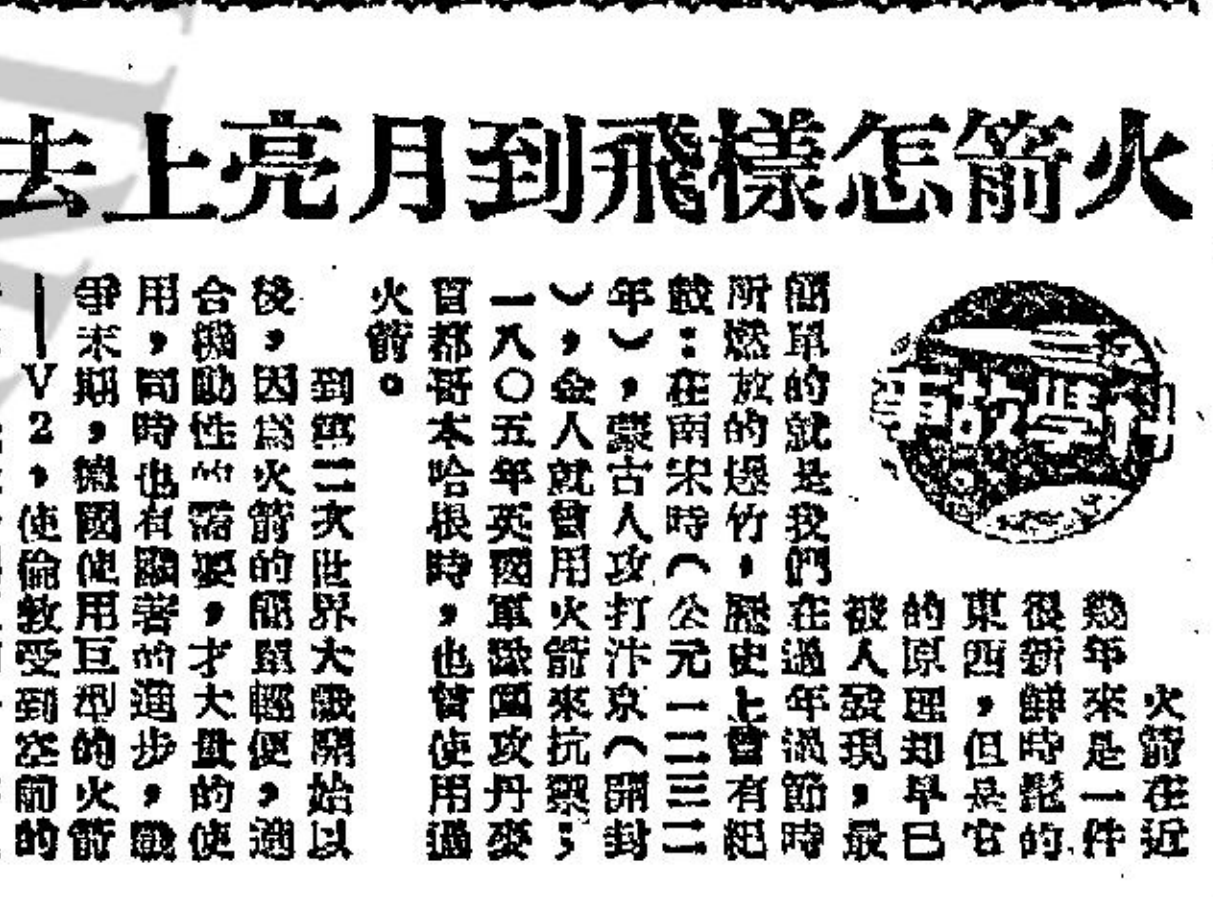 火箭怎樣飛到月亮上去
科學故事
火箭在近
幾年來是一件
很新鮮時髦的
東西，但是它
的原理却早已
被人發現，最
簡單的就是我們在過年過節時
所燃放的爆竹，歷史上曾有紀
載：在南宋時（公元一二三二
年），蒙古人攻打汴京（開封
），金人就曾用火箭來抗禦；
一八〇五年英國軍艦圍攻丹麥
首都哥本哈根時，也曾使用過
火箭。
到第二次世界大戰開始以
後，因爲火箭的簡單輕便，適
合機動性的需要，才大量的使
用，同時也有顯著的進步，戰
爭末期，德國使用巨型的火箭
——V2，使倫敦受到空前的